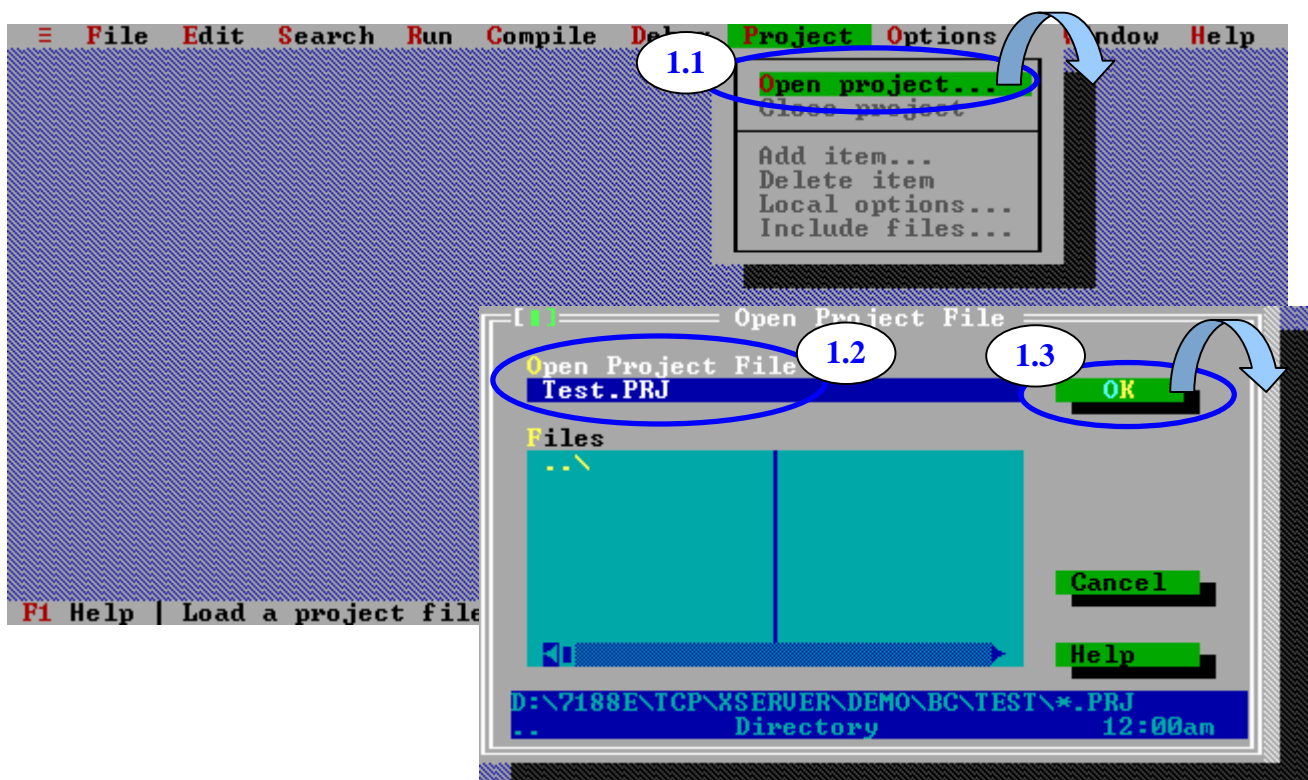 ≡ File Edit Search Run Compile Project Options Window Help
1.1
Open project...
Close project
Add item...
Delete item
Local options...
Include files...
Open Project File
1.2
1.3
Open Project File
Test.PRJ
OK
Files
..\
Cancel
F1 Help | Load a project file
Help
D:\7188E\TCP\XSERVER\DEMO\BC\TEST\*.PRJ
.. Directory 12:00am